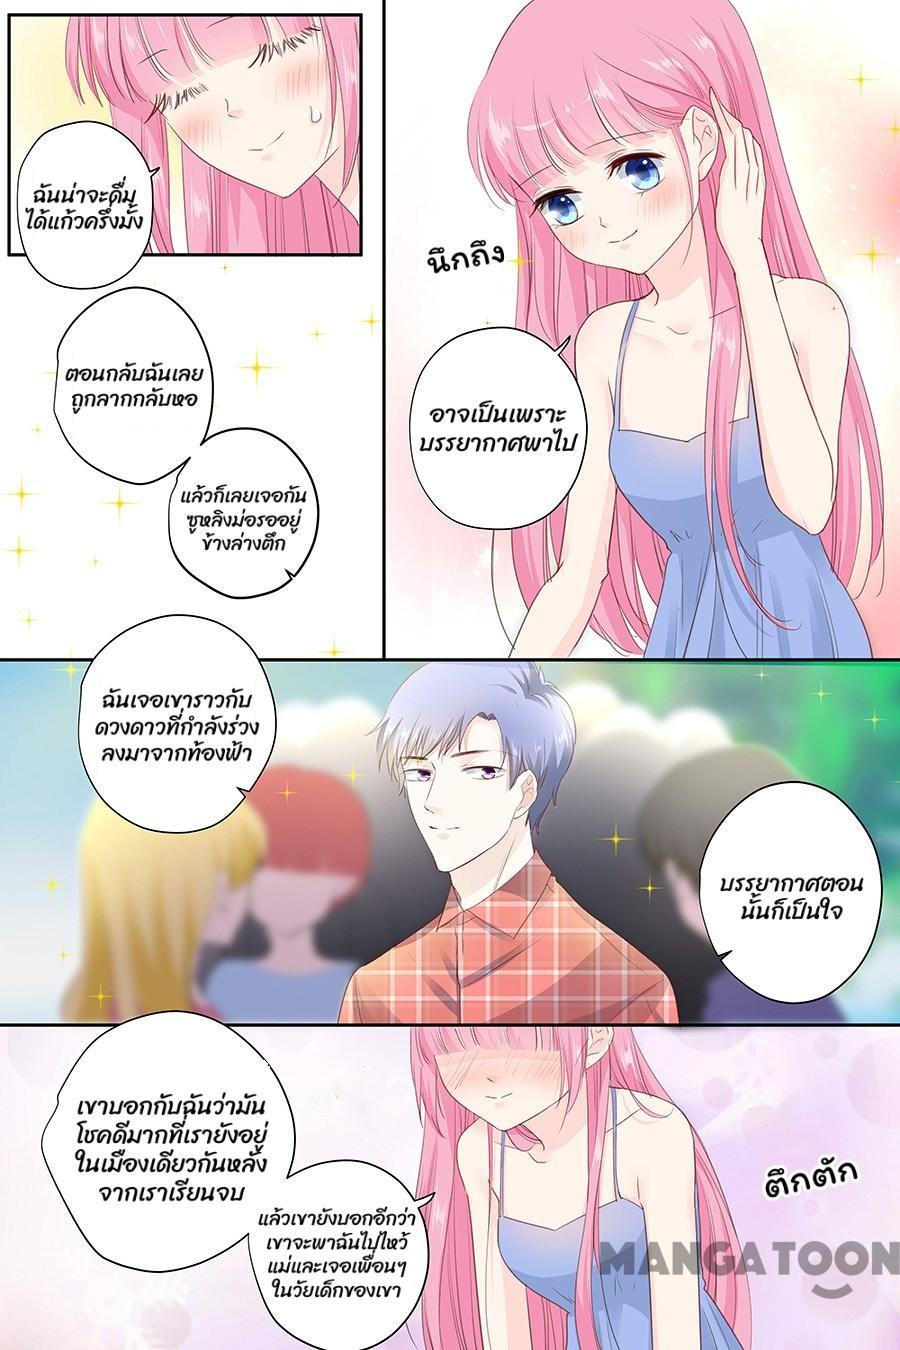 ฉันน่าจะดื่ม
ได้แก้วครึ่งมั้ง
นึกถึง
อาจเป็นเพราะ
บรรยากาศพาไป
ตอนกลับฉันเลย
ถูกลากกลับหอ
แล้วก็เลยเจอกัน
ซูหลิงม่อรออยู่
ข้างล่างตึก
ฉันเจอเขาราวกับ
ดวงดาวที่กำลังร่วง
ลงมาจากท้องฟ้า
บรรยากาศตอน
นั้นก็เป็นใจ
เขาบอกกับฉันว่ามัน
โชคดีมากที่เรายังอยู่
ในเมืองเดียวกันหลัง
จากเราเรียนจบ
ตึกตัก
แล้วเขายังบอกอีกว่า
เขาจะพาฉันไปไหว้
แม่และเจอเพื่อนๆ
ในวัยเด็กของเขา
MANGATOON